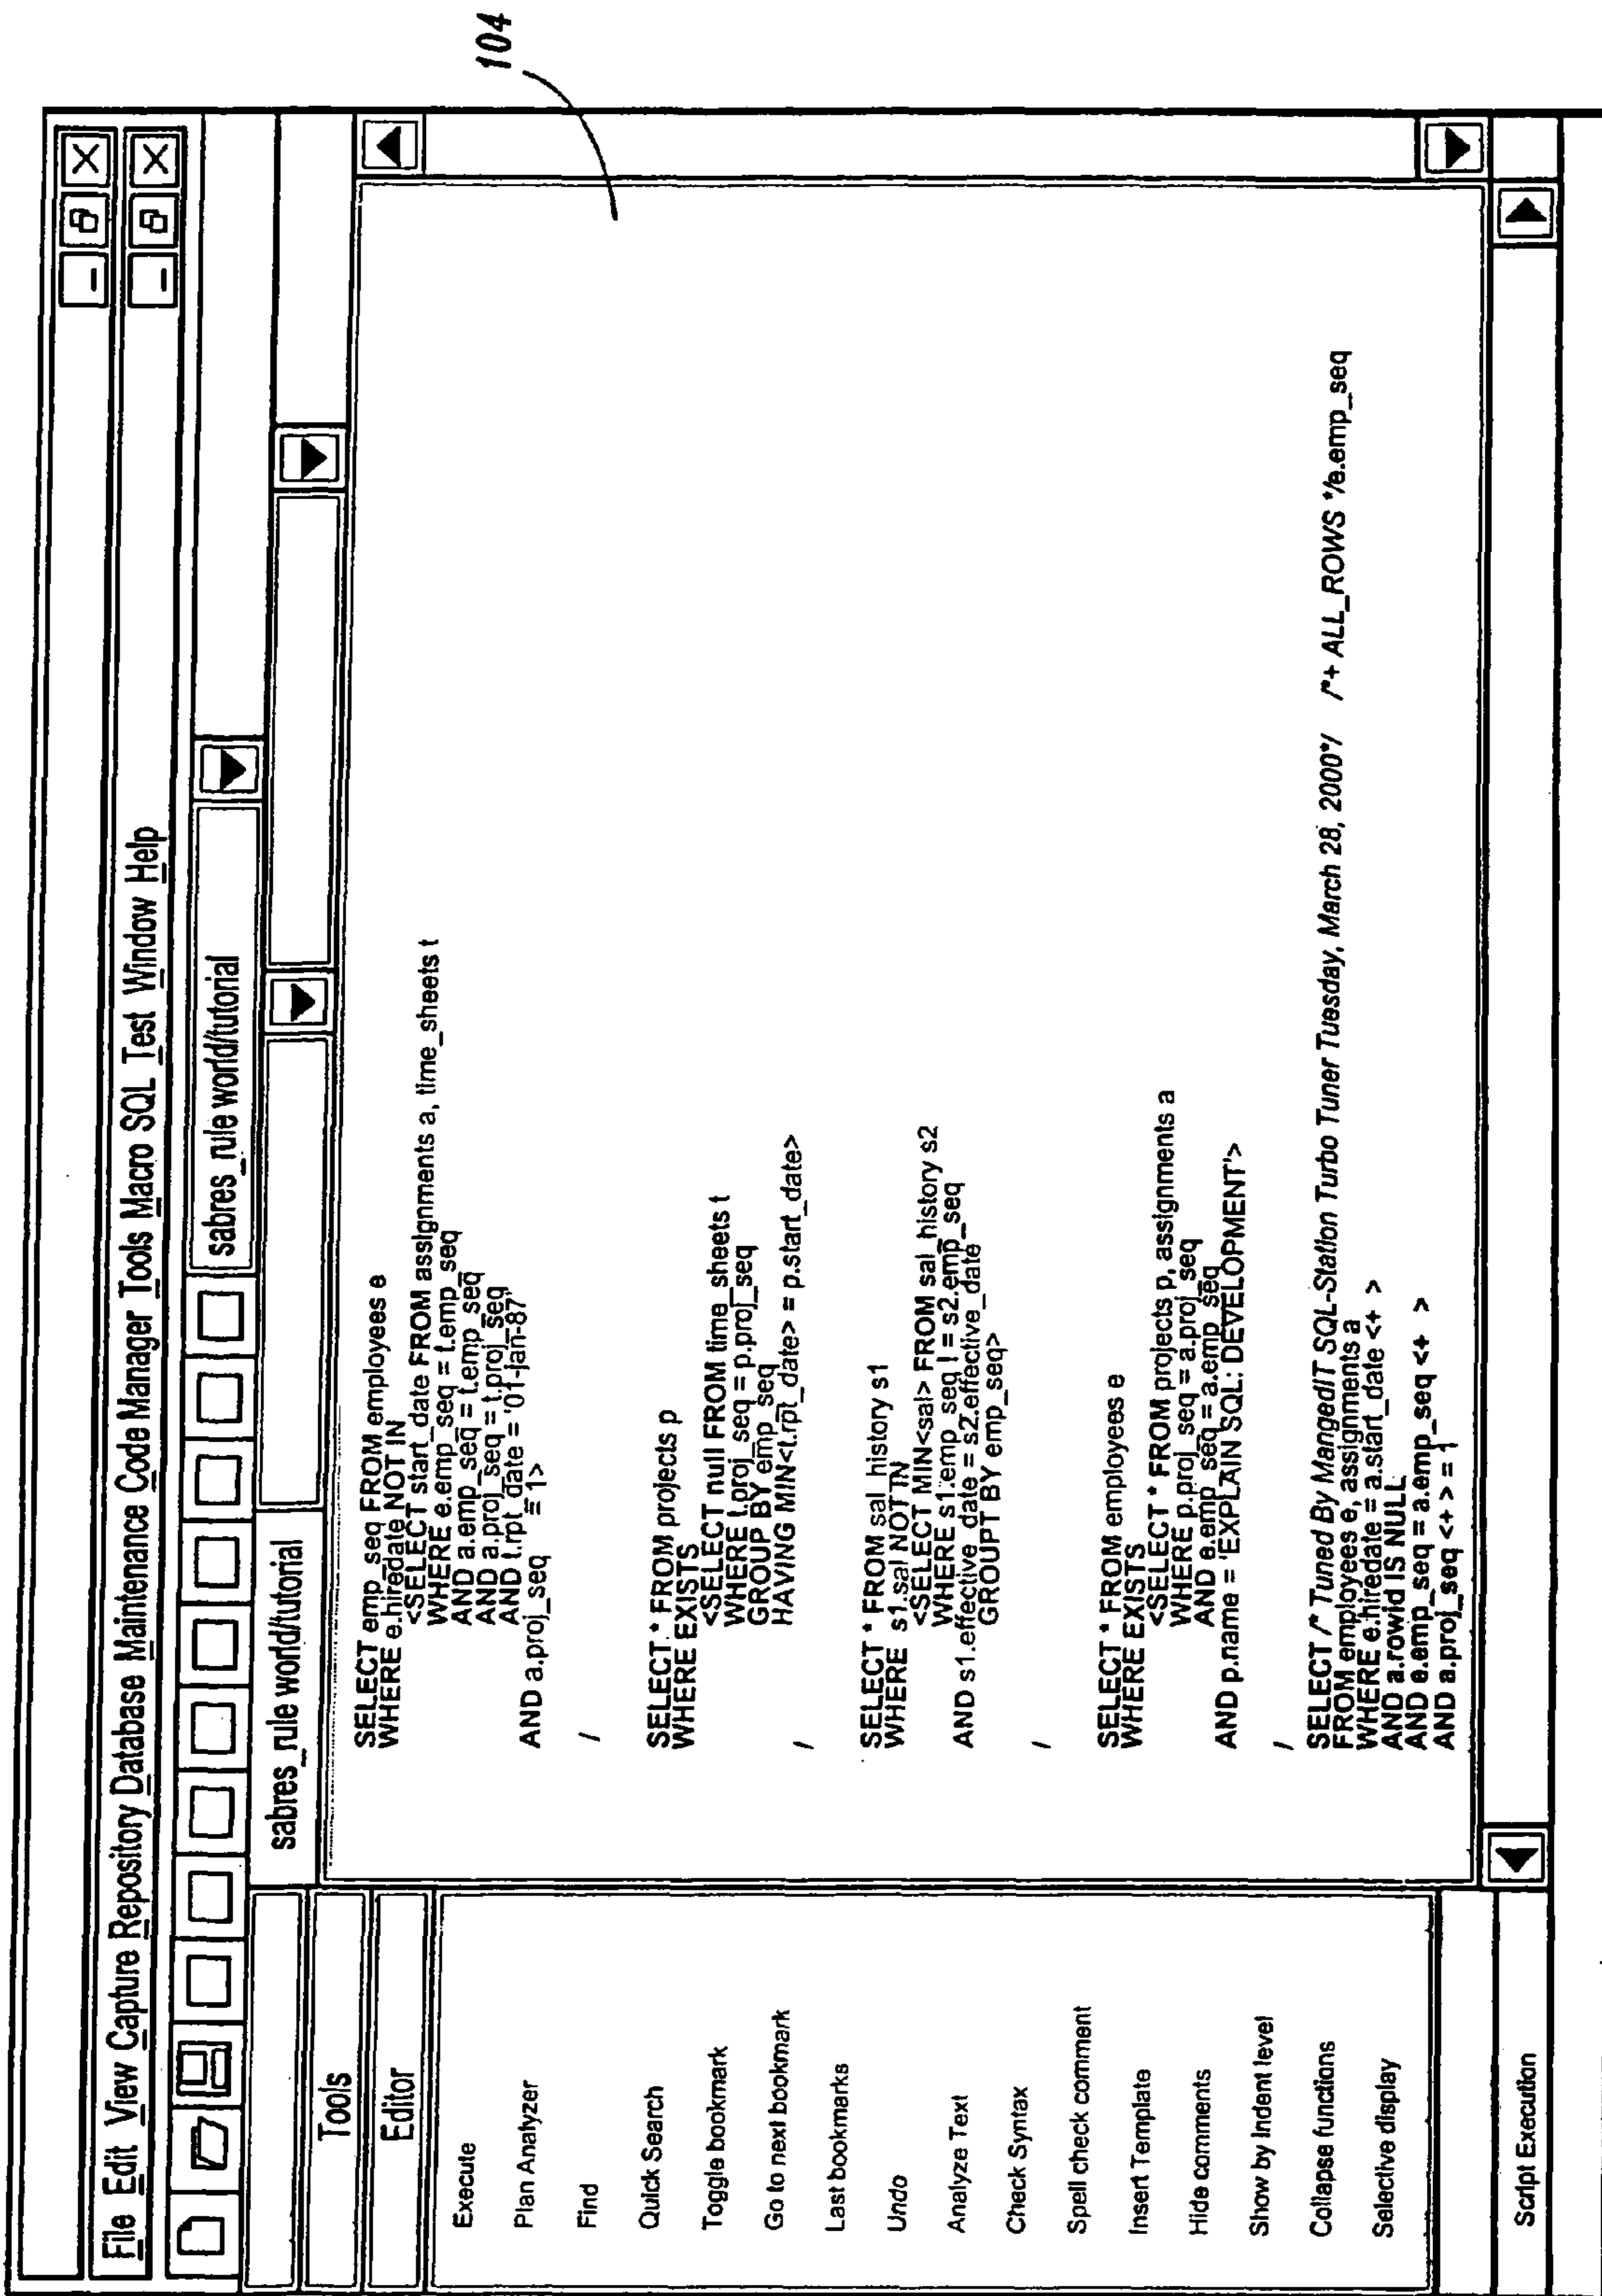 104
File Edit View Capture Repository Database Maintenance Code Manager Tools Macro SQL Test Window Help
sabres_rule world/tutorial
sabres_rule world/tutorial
Tools
Editor
Execute
Plan Analyzer
Find
Quick Search
Toggle bookmark
Go to next bookmark
Last bookmarks
Undo
Analyze Text
Check Syntax
Spell check comment
Insert Template
Hide comments
Show by Indent level
Collapse functions
Selective display
Script Execution
SELECT emp_seq FROM employees e
WHERE e.hiredate NOT IN
<SELECT start_date FROM assignments a, time_sheets t
WHERE e.emp_seq = t.emp_seq
AND a.emp_seq = t.emp_seq
AND a.proj_seq = t.proj_seq
AND t.rpt_date = '01-jan-87'
AND a.proj_seq = 1>
/
SELECT * FROM projects p
WHERE EXISTS
<SELECT null FROM time_sheets t
WHERE t.proj_seq = p.proj_seq
GROUP BY emp_seq
HAVING MIN<t.rpt_date> = p.start_date>
/
SELECT * FROM sal_history s1
WHERE s1.sal NOT IN
<SELECT MIN<sal> FROM sal_history s2
WHERE s1.emp_seq ! = s2.emp_seq
AND s1.effective_date = s2.effective_date
GROUPT BY emp_seq>
/
SELECT * FROM employees e
WHERE EXISTS
<SELECT * FROM projects p, assignments a
WHERE p.proj_seq = a.proj_seq
AND e.emp_seq = a.emp_seq
AND p.name = 'EXPLAIN SQL: DEVELOPMENT'>
/
SELECT /* Tuned By MangedIT SQL-Station Turbo Tuner Tuesday, March 28, 2000*/ /*+ ALL_ROWS */e.emp_seq
FROM employees e, assignments a
WHERE e.hiredate = a.start_date <+ >
AND a.rowid IS NULL
AND e.emp_seq = a.emp_seq <+ >
AND a.proj_seq <+ > = 1